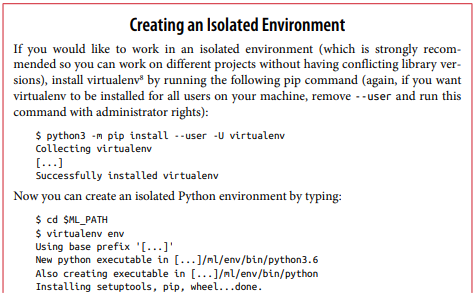 Creating an Isolated Environment
If you would like to work in an isolated environment (which is strongly recom-
mended so you can work on different projects without having conflicting library ver-
sions), install virtualenv⁸ by running the following pip command (again, if you want
virtualenv to be installed for all users on your machine, remove --user and run this
command with administrator rights):
$ python3 -m pip install --user -U virtualenv
Collecting virtualenv
[...]
Successfully installed virtualenv
Now you can create an isolated Python environment by typing:
$ cd $ML_PATH
$ virtualenv env
Using base prefix '[...]'
New python executable in [...]/ml/env/bin/python3.6
Also creating executable in [...]/ml/env/bin/python
Installing setuptools, pip, wheel...done.